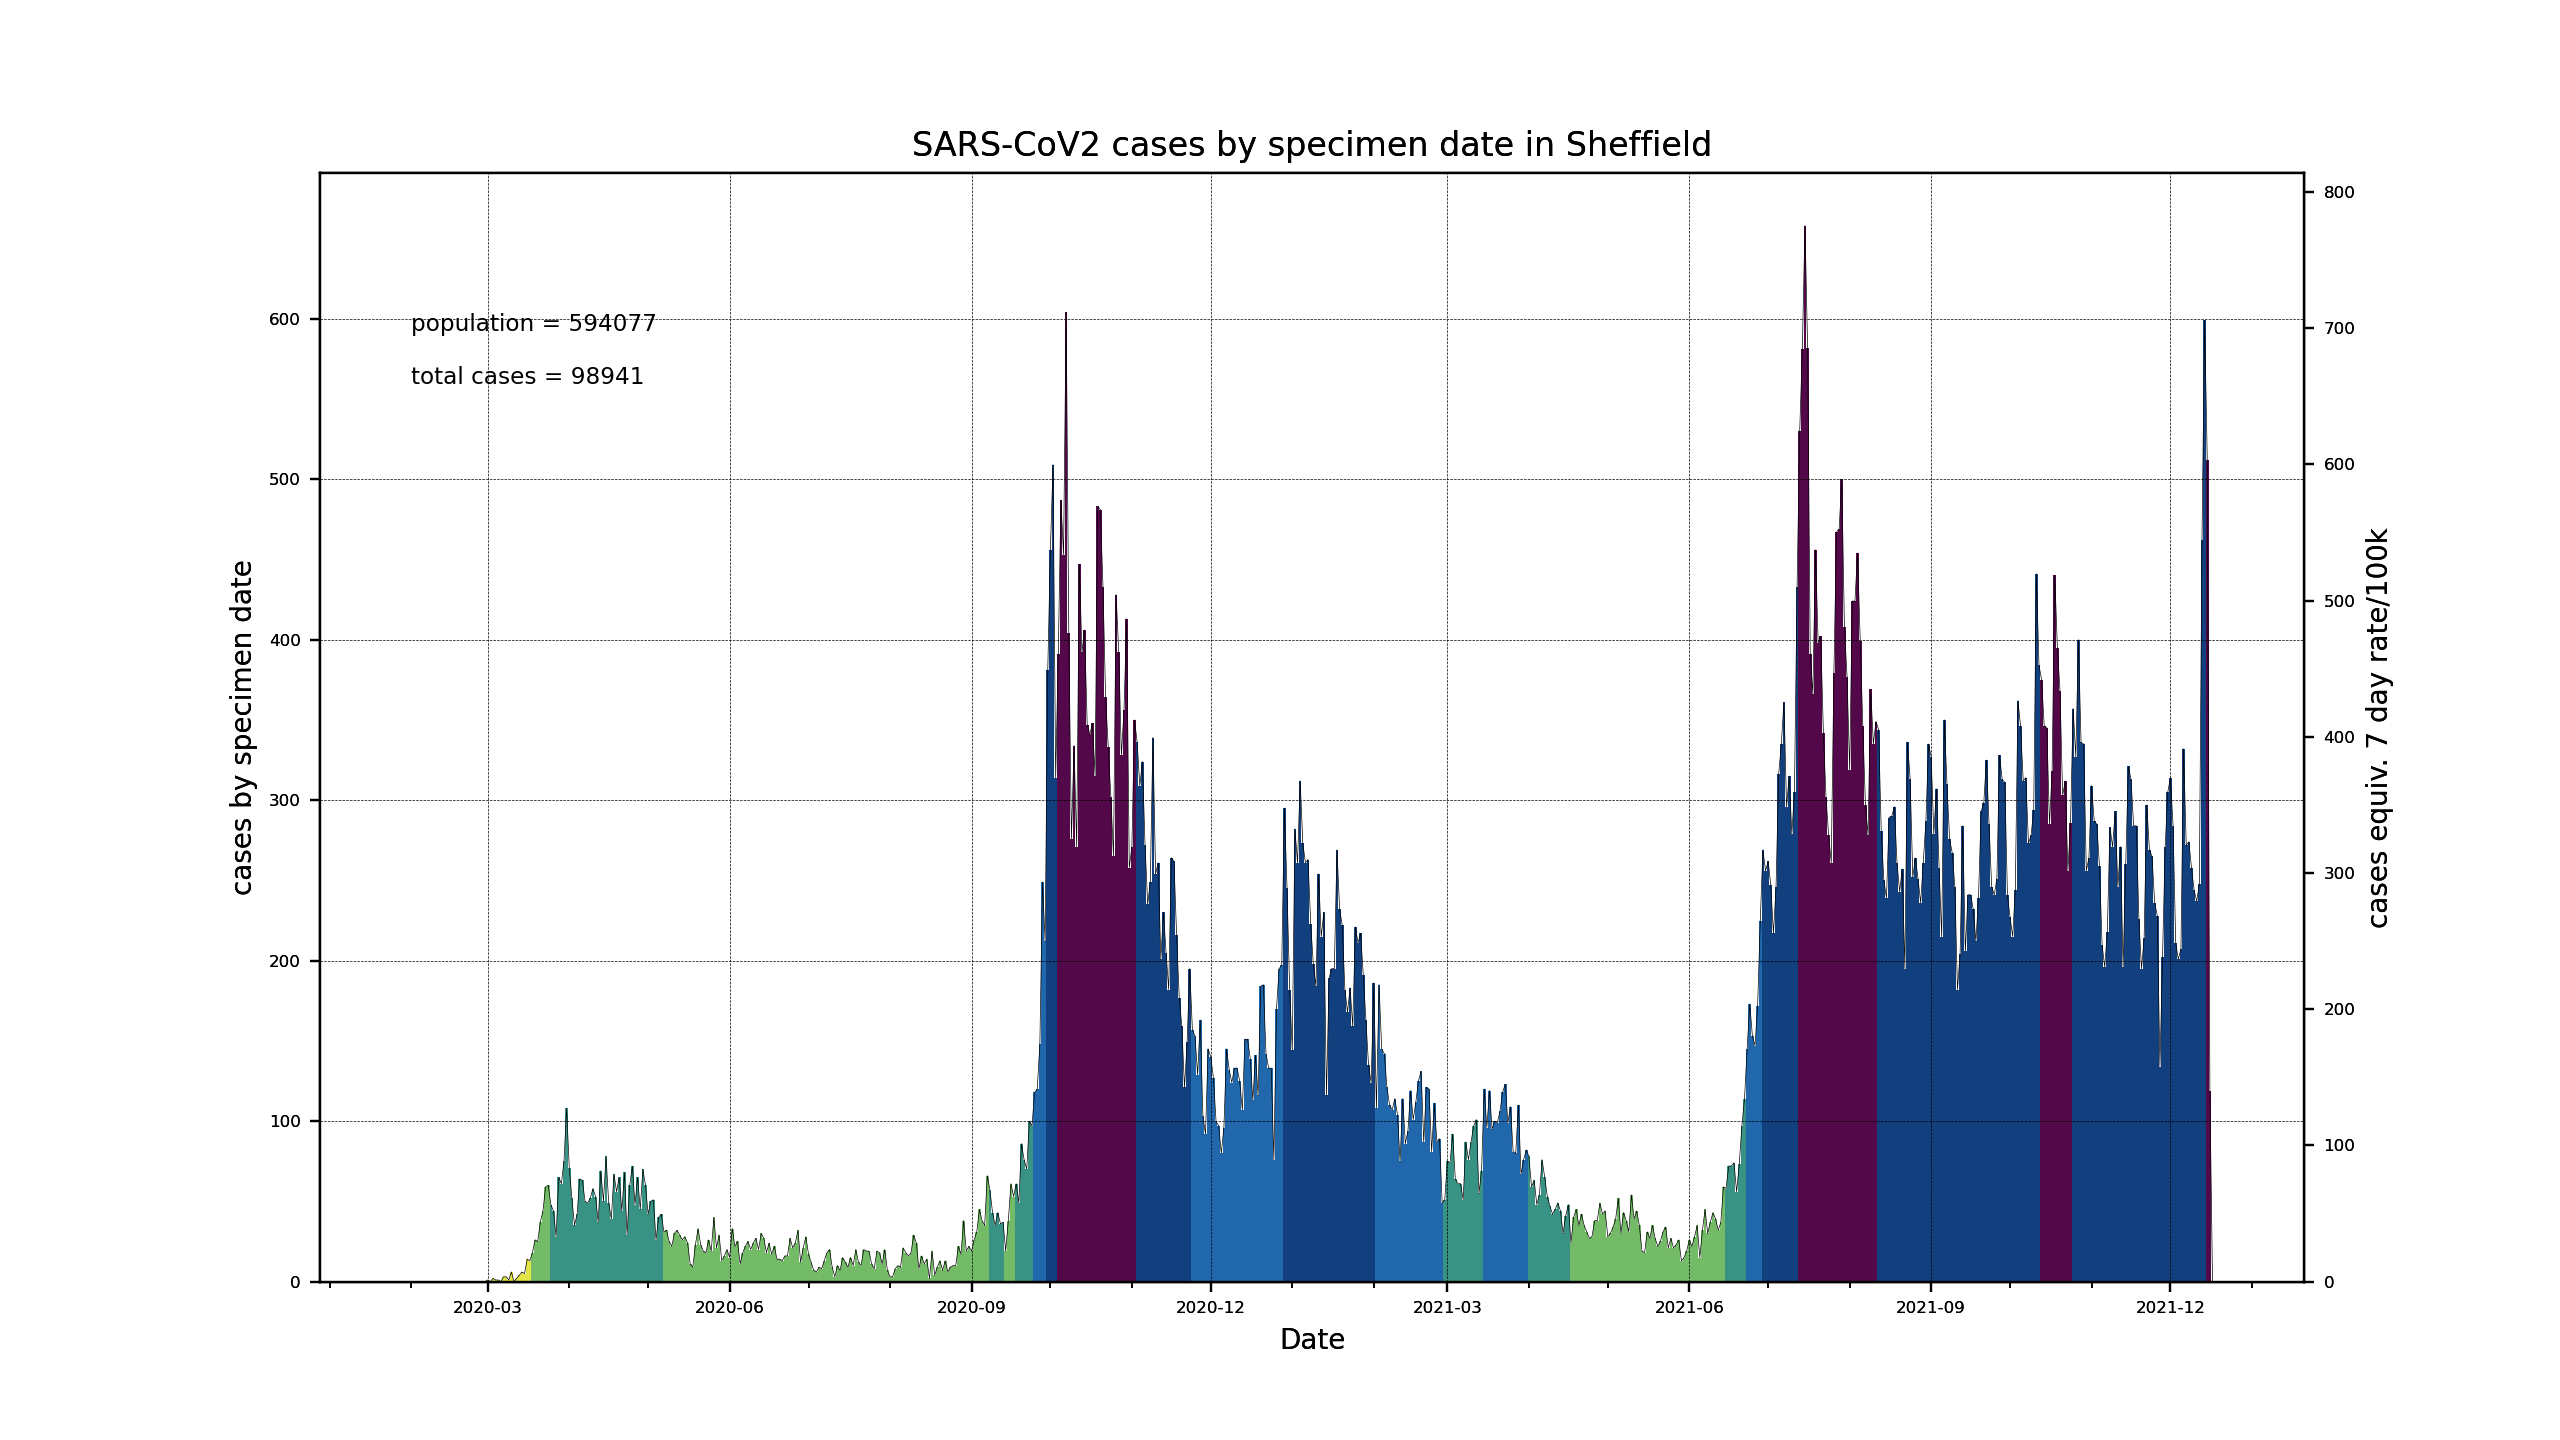 SARS-CoV2 cases by specimen date in Sheffield
population = 594077
total cases = 98941
cases by specimen date
600
500
400
300
200
100
0
800
700
600
500
400
300
200
100
0
cases equiv. 7 day rate/100k
2020-03 2020-06 2020-09 2020-12 2021-03 2021-06 2021-09 2021-12
Date